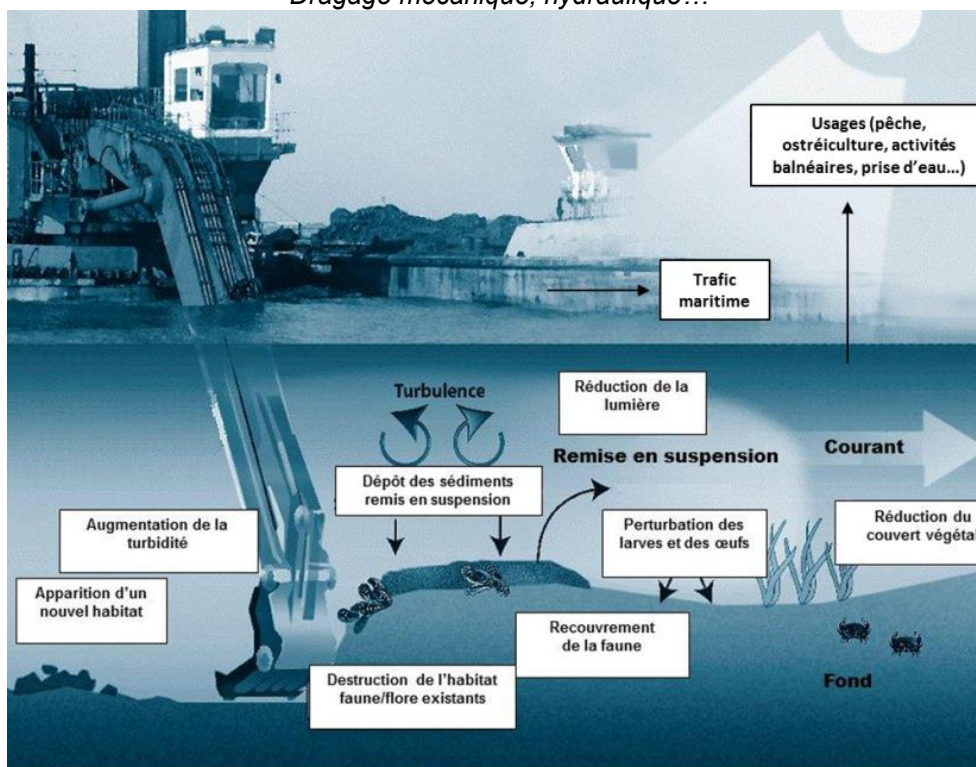 Dragage mécanique, hydraulique…
Usages (pêche,
ostréiculture, activités
balnéaires, prise d'eau...)
Trafic
maritime
Réduction de la
lumière
Turbulence
Remise en suspension
Courant
Dépôt des sédiments
remis en suspension
Augmentation de la
turbidité
Perturbation des
larves et des œufs
Réduction du
couvert végétal
Apparition d'un
nouvel habitat
Recouvrement
de la faune
Destruction de l'habitat
faune/flore existants
Fond